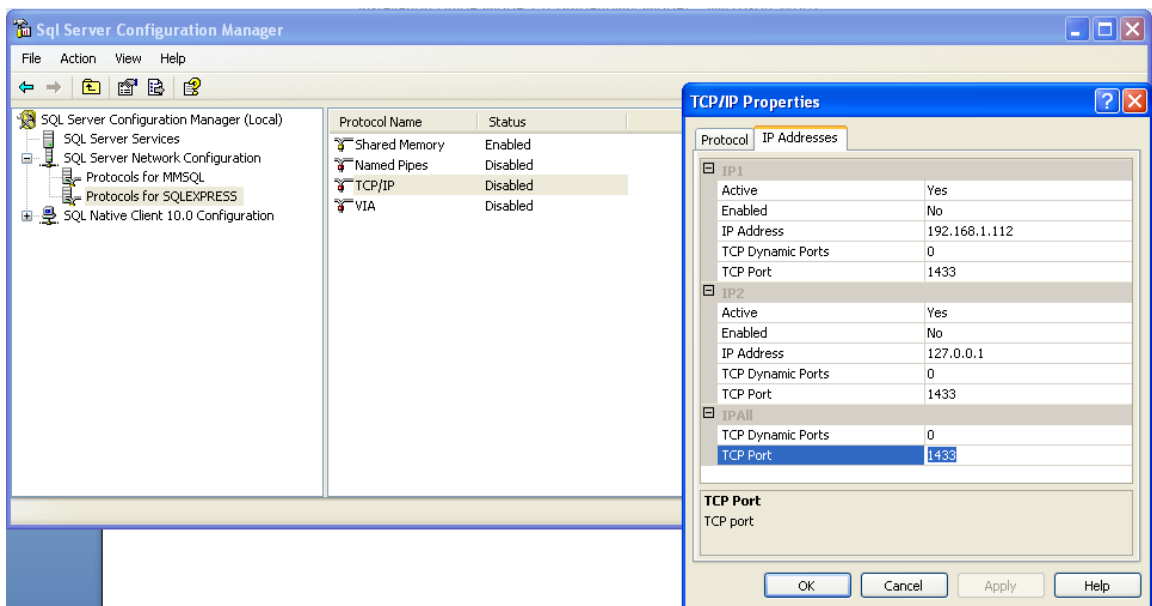 Sql Server Configuration Manager
File Action View Help
SQL Server Configuration Manager (Local)
SQL Server Services
SQL Server Network Configuration
Protocols for MMSQL
Protocols for SQLEXPRESS
SQL Native Client 10.0 Configuration
Protocol Name Status
Shared Memory Enabled
Named Pipes Disabled
TCP/IP Disabled
VIA Disabled
TCP/IP Properties
Protocol IP Addresses
IP1
Active Yes
Enabled No
IP Address 192.168.1.112
TCP Dynamic Ports 0
TCP Port 1433
IP2
Active Yes
Enabled No
IP Address 127.0.0.1
TCP Dynamic Ports 0
TCP Port 1433
IPAll
TCP Dynamic Ports 0
TCP Port 1433
TCP Port
TCP port
OK Cancel Apply Help